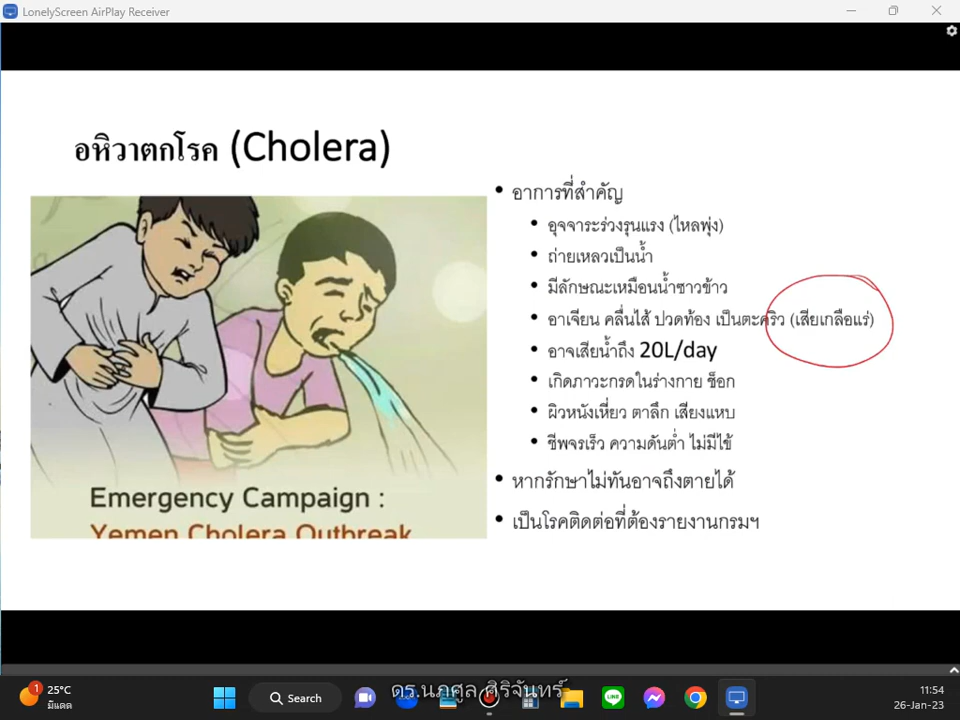 LonelyScreen AirPlay Receiver
อหิวาตกโรค (Cholera)
• อาการที่สำคัญ
• อุจจาระร่วงรุนแรง (ไหลพุ่ง)
• ถ่ายเหลวเป็นน้ำ
• มีลักษณะเหมือนน้ำซาวข้าว
• อาเจียน คลื่นไส้ ปวดท้อง เป็นตะคริว (เสียเกลือแร่)
• อาจเสียน้ำถึง 20L/day
• เกิดภาวะกรดในร่างกาย ช็อก
• ผิวหนังเหี่ยว ตาลึก เสียงแหบ
• ชีพจรเร็ว ความดันต่ำ ไม่มีไข้
• หากรักษาไม่ทันอาจถึงตายได้
• เป็นโรคติดต่อที่ต้องรายงานกรมฯ
Emergency Campaign :
Yemen Cholera Outbreak
ดร.นภศูล ศิริจันทร์
1
25°C
มีแดด
Search
LINE
11:54
26-Jan-23